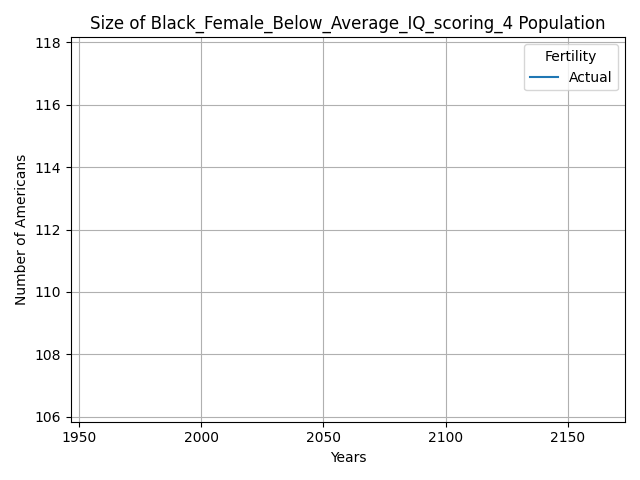 Size of Black_Female_Below_Average_IQ_scoring_4 Population
118
116
114
112
110
108
106
Number of Americans
Fertility
Actual
1950 2000 2050 2100 2150
Years